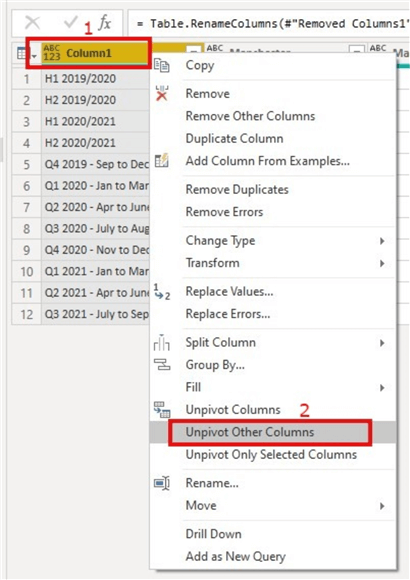 1
fx
= Table.RenameColumns(#"Removed Columns1"
ABC 123 Column1
ABC
1 H1 2019/2020
2 H2 2019/2020
3 H1 2020/2021
4 H2 2020/2021
5 Q4 2019 - Sep to Dec
6 Q1 2020 - Jan to Mar
7 Q2 2020 - Apr to June
8 Q3 2020 - July to Aug
9 Q4 2020 - Nov to Dec
10 Q1 2021 - Jan to Mar
11 Q2 2021 - Apr to June
12 Q3 2021 - July to Sep
Copy
Remove
Remove Other Columns
Duplicate Column
Add Column From Examples...
Remove Duplicates
Remove Errors
Change Type
Transform
Replace Values...
Replace Errors...
Split Column
Group By...
Fill
Unpivot Columns 2
Unpivot Other Columns
Unpivot Only Selected Columns
Rename...
Move
Drill Down
Add as New Query